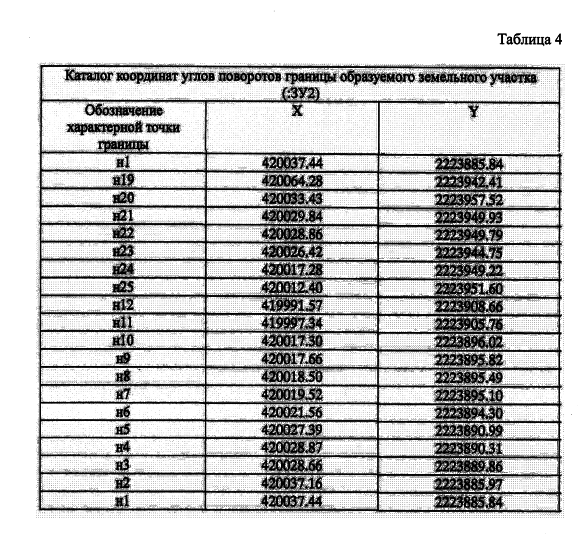 Таблица 4
Каталог координат углов поворотов границы образуемого земельного участка
(:ЗУ2)
Обозначение характерной точки границы X Y
н1 420037.44 2223885.84
н19 420064.28 2223942.41
н20 420033.43 2223957.52
н21 420029.84 2223949.93
н22 420028.86 2223949.79
н23 420026.42 2223944.75
н24 420017.28 2223949.22
н25 420012.40 2223951.60
н12 419991.57 2223908.66
н11 419997.34 2223905.76
н10 420017.30 2223896.02
н9 420017.66 2223895.82
н8 420018.50 2223895.49
н7 420019.52 2223895.10
н6 420021.56 2223894.30
н5 420027.39 2223890.99
н4 420028.87 2223890.31
н3 420028.66 2223889.86
н2 420037.16 2223885.97
н1 420037.44 2223885.84